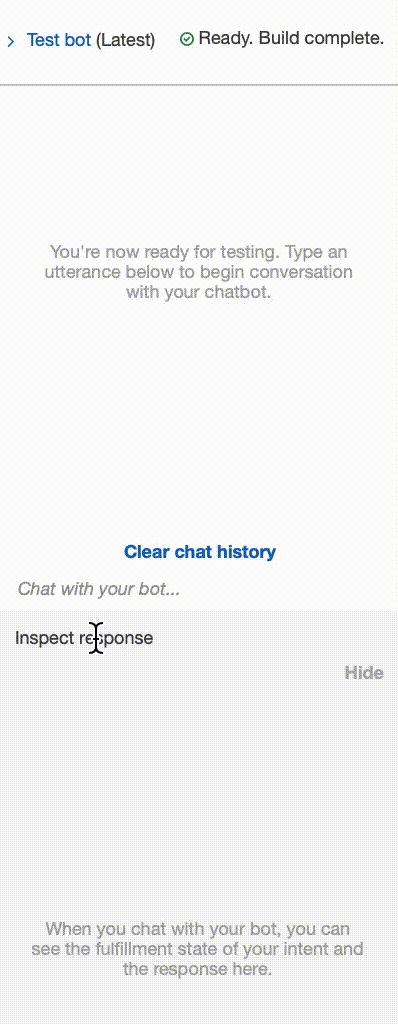 Test bot (Latest) Ready. Build complete.
You're now ready for testing. Type an
utterance below to begin conversation
with your chatbot.
Clear chat history
Chat with your bot...
Inspect response
Hide
When you chat with your bot, you can
see the fulfillment state of your intent and
the response here.